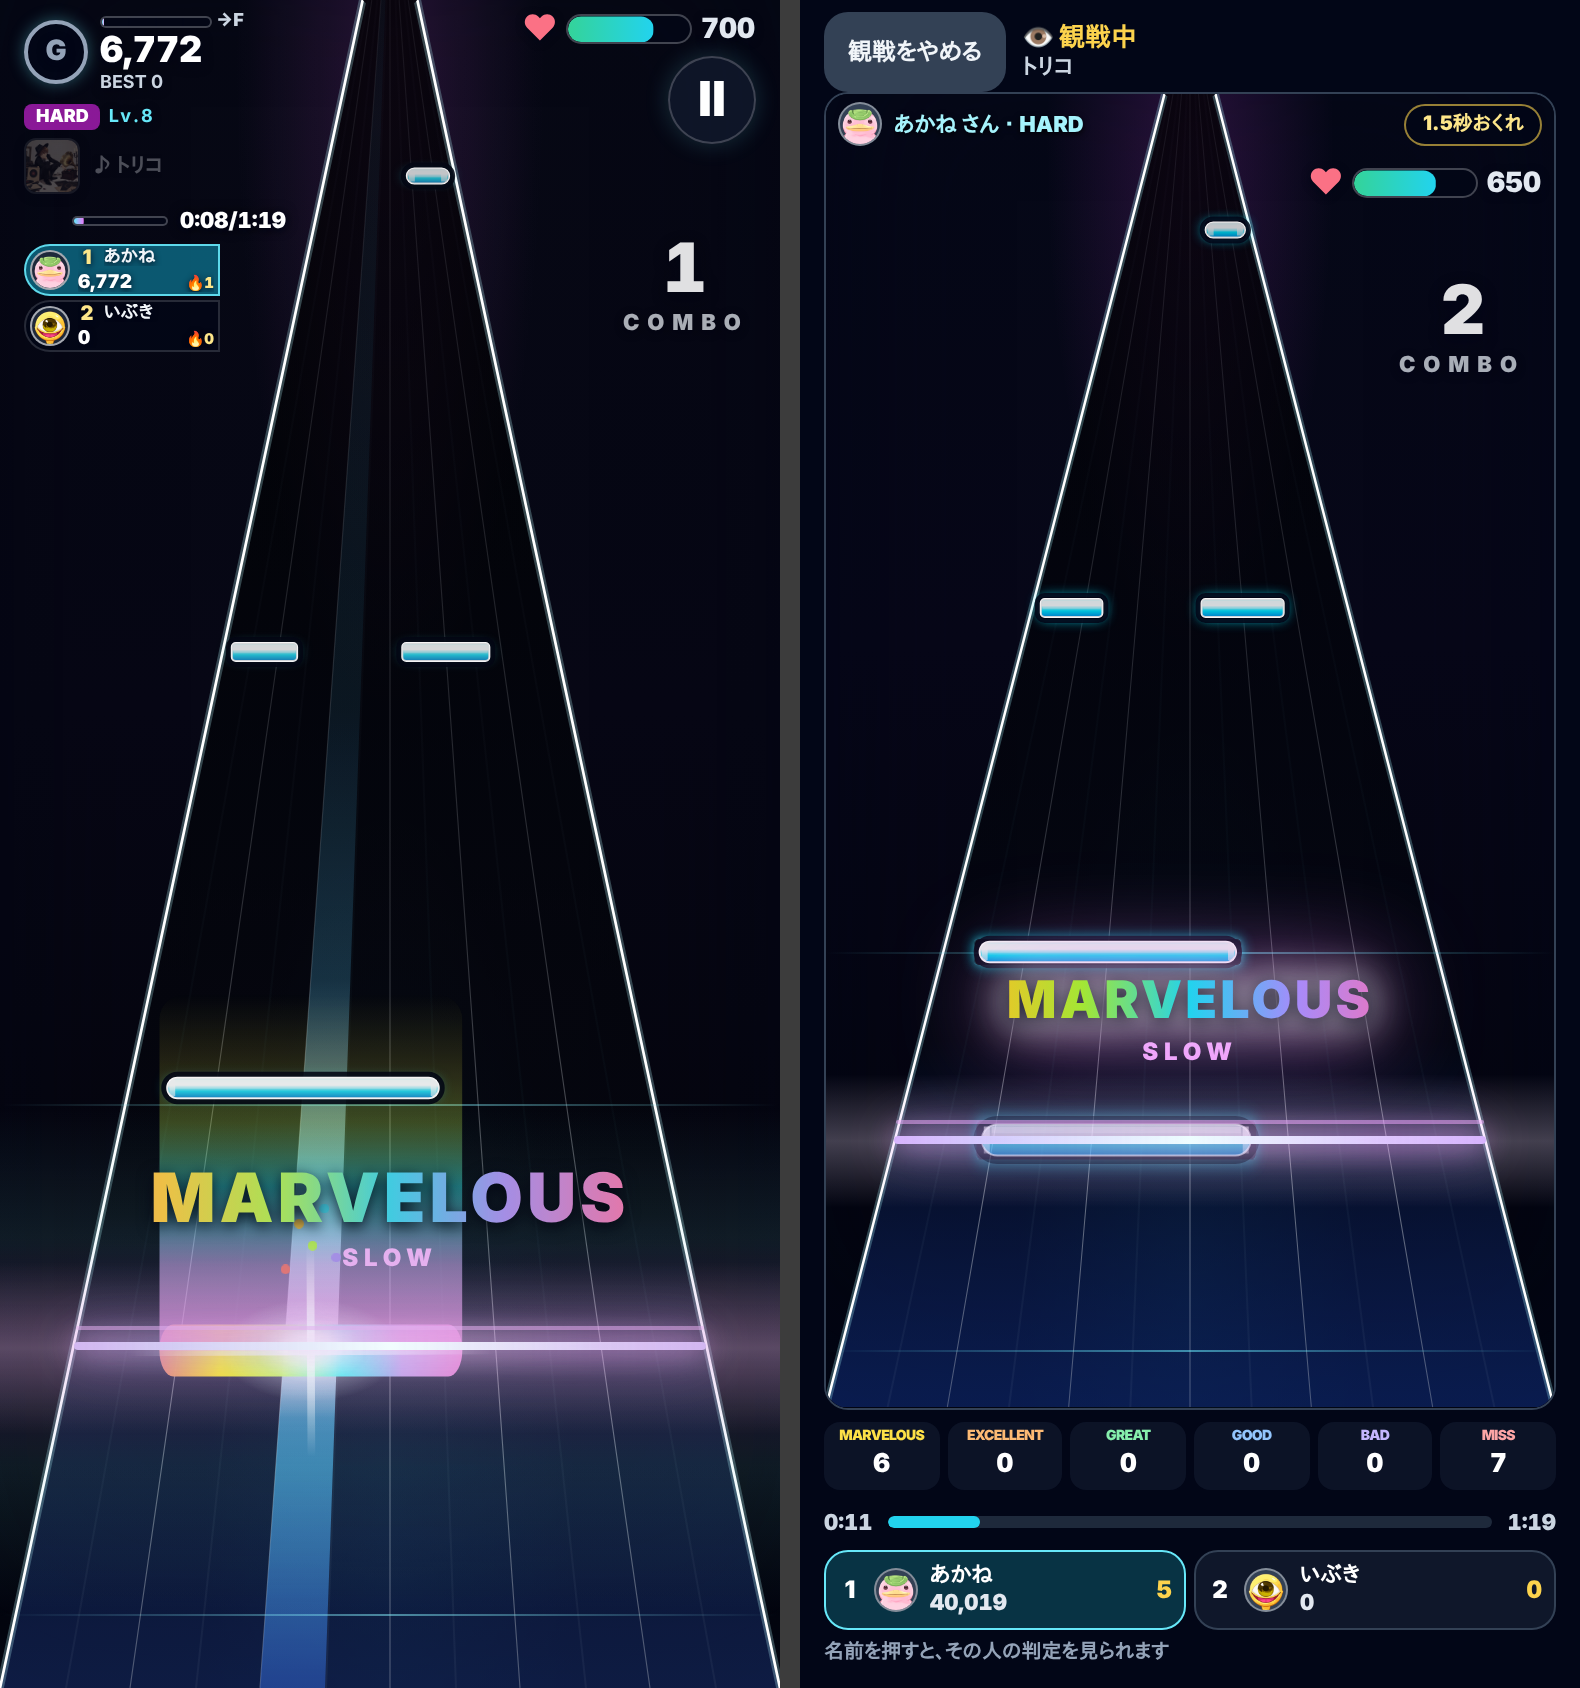 G
→F
6,772
BEST 0
HARD Lv.8
♪ トリコ
0:08/1:19
1 あかね
6,772
🔥1
2 いぶき
0
🔥0
700
1
COMBO
MARVELOUS
SLOW
観戦をやめる
👁️ 観戦中
トリコ
あかね さん・HARD
1.5秒おくれ
650
2
COMBO
MARVELOUS
SLOW
MARVELOUS EXCELLENT GREAT GOOD BAD MISS
6 0 0 0 0 7
0:11 1:19
1 あかね 5
40,019
2 いぶき 0
0
名前を押すと、その人の判定を見られます